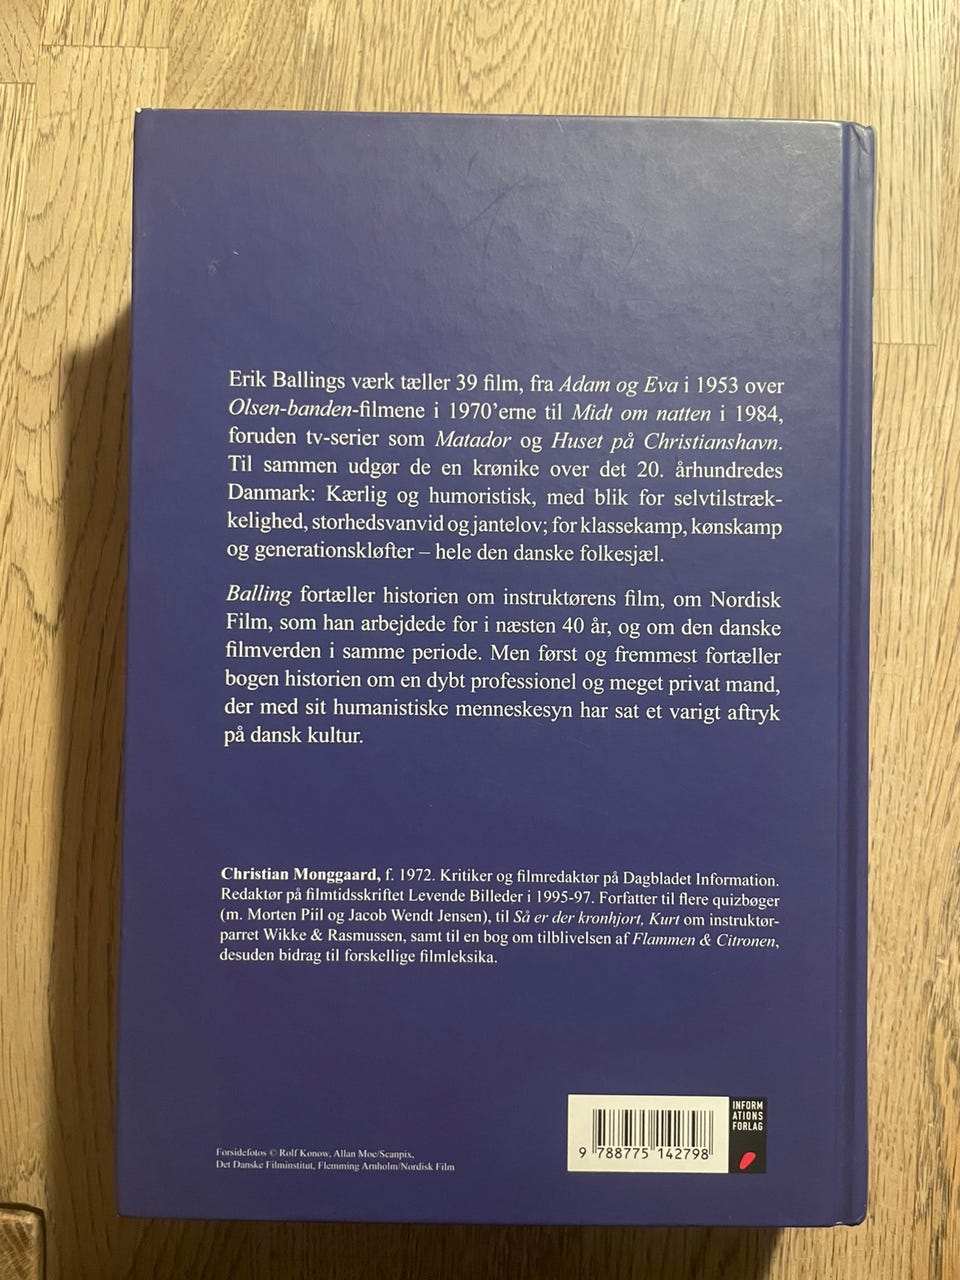 Erik Ballings værk tæller 39 film, fra Adam og Eva i 1953 over
Olsen-banden-filmene i 1970'erne til Midt om natten i 1984,
foruden tv-serier som Matador og Huset på Christianshavn.
Til sammen udgør de en krønike over det 20. århundredes
Danmark: Kærlig og humoristisk, med blik for selvtilstræk-
kelighed, storhedsvanvid og jantelov; for klassekamp, kønskamp
og generationskløfter – hele den danske folkesjæl.
Balling fortæller historien om instruktørens film, om Nordisk
Film, som han arbejdede for i næsten 40 år, og om den danske
filmverden i samme periode. Men først og fremmest fortæller
bogen historien om en dybt professionel og meget privat mand,
der med sit humanistiske menneskesyn har sat et varigt aftryk
på dansk kultur.
Christian Monggaard, f. 1972. Kritiker og filmredaktør på Dagbladet Information.
Redaktør på filmtidsskriftet Levende Billeder i 1995-97. Forfatter til flere quizbøger
(m. Morten Piil og Jacob Wendt Jensen), til Så er der kronhjort, Kurt om instruktør-
parret Wikke & Rasmussen, samt til en bog om tilblivelsen af Flammen & Citronen,
desuden bidrag til forskellige filmleksika.
Forsidefotos © Rolf Konow, Allan Moe/Scanpix,
Det Danske Filminstitut, Flemming Arnholm/Nordisk Film
9 788775 142798
INFORM
ATIONS
FORLAG